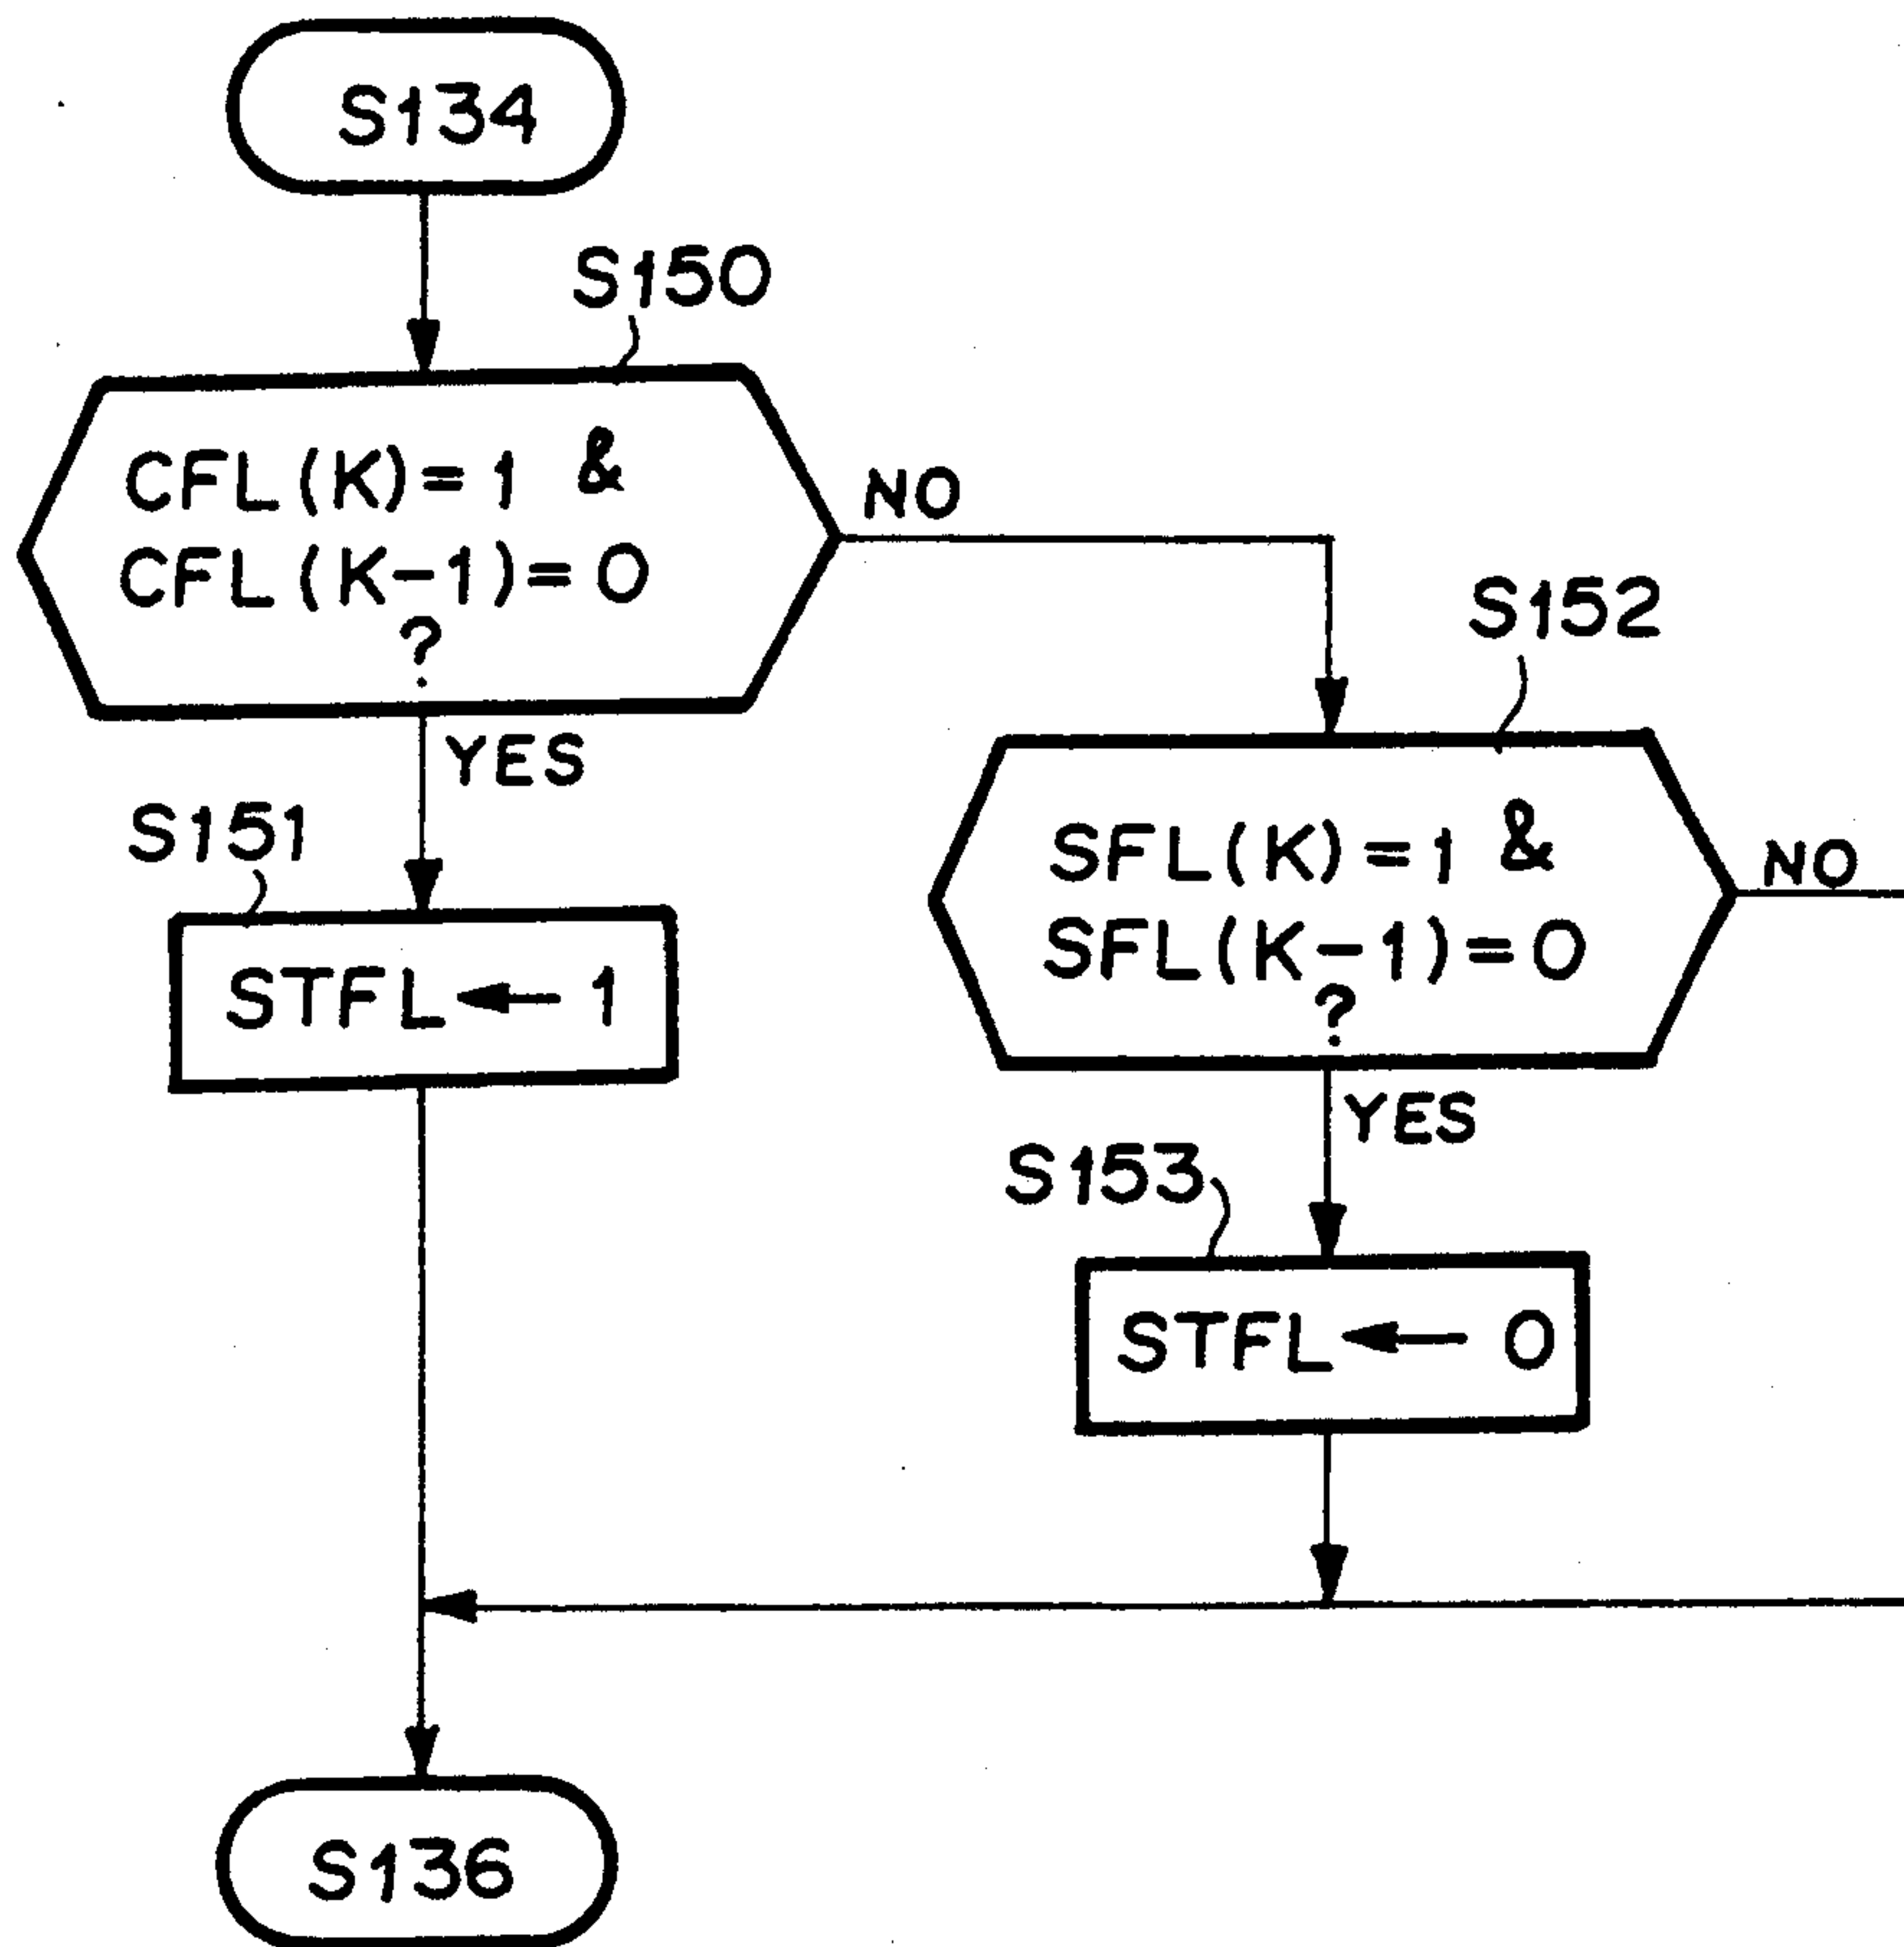 S134
S150
CFL(K)=1 &
CFL(K-1)=0
?
NO
YES
S151
STFL ← 1
S152
SFL(K)=1 &
SFL(K-1)=0
?
NO
YES
S153
STFL ← 0
S136